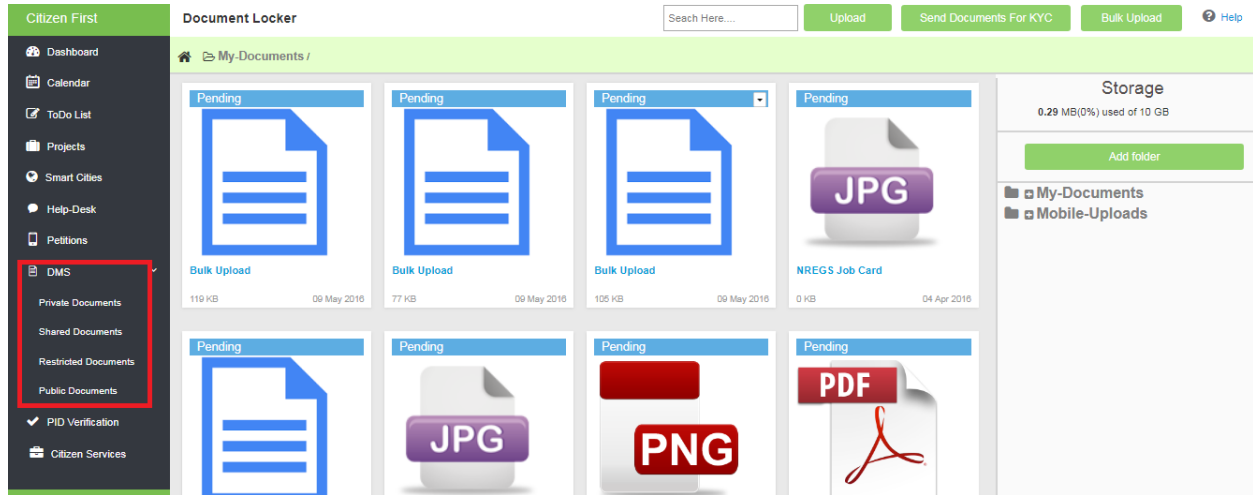 Citizen First
Document Locker
Seach Here....
Upload
Send Documents For KYC
Bulk Upload
Help
Dashboard
Calendar
ToDo List
Projects
Smart Cities
Help-Desk
Petitions
DMS
Private Documents
Shared Documents
Restricted Documents
Public Documents
PID Verification
Citizen Services
My-Documents /
Pending
Bulk Upload
119 KB 09 May 2016
Pending
Bulk Upload
77 KB 09 May 2016
Pending
Bulk Upload
105 KB 09 May 2016
Pending
JPG
NREGS Job Card
0 KB 04 Apr 2016
Pending
Pending
JPG
Pending
PNG
Pending
PDF
Storage
0.29 MB(0%) used of 10 GB
Add folder
My-Documents
Mobile-Uploads